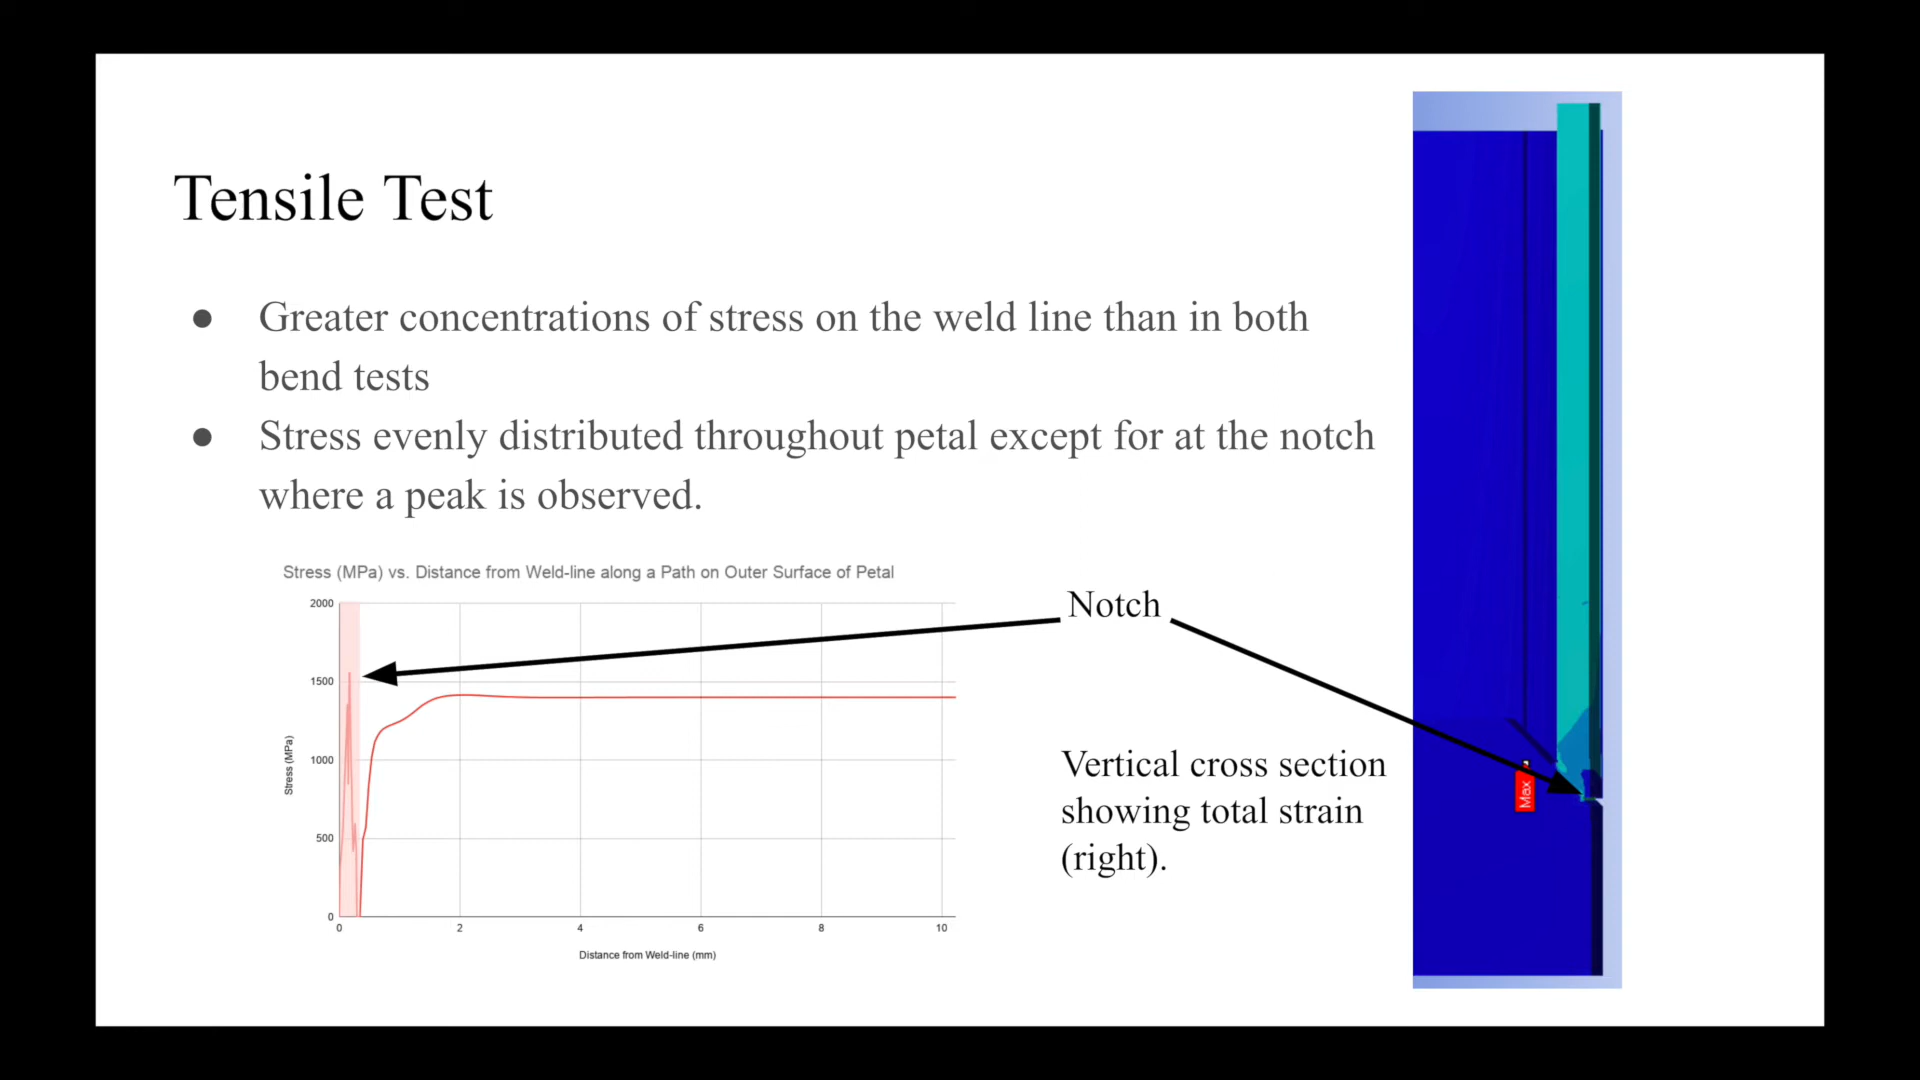 Tensile Test
● Greater concentrations of stress on the weld line than in both
bend tests
● Stress evenly distributed throughout petal except for at the notch
where a peak is observed.
Stress (MPa) vs. Distance from Weld-line along a Path on Outer Surface of Petal
2000
1500
1000
500
0
Stress (MPa)
0 2 4 6 8 10
Distance from Weld-line (mm)
Notch
Vertical cross section
showing total strain
(right).
Max